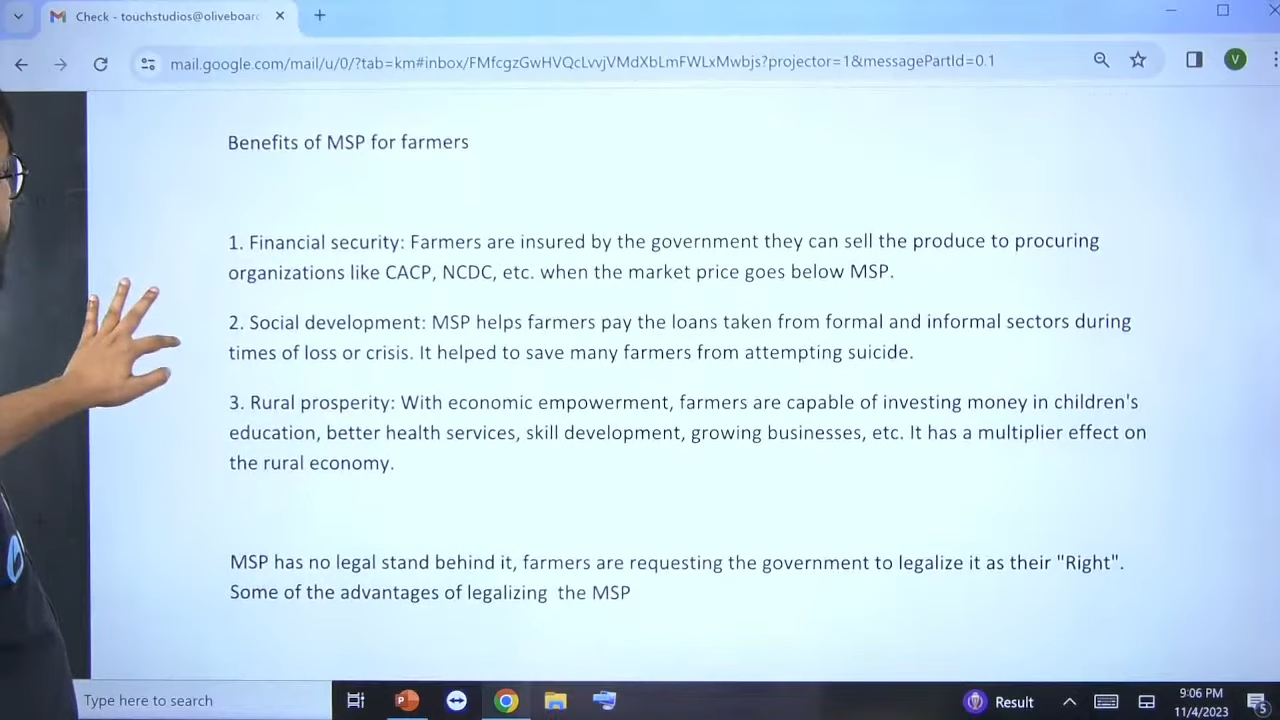 Check - touchstudios@oliveboar
mail.google.com/mail/u/0/?tab=km#inbox/FMfcgzGwHVQcLvvjVMdXbLmFWLxMwbjs?projector=1&messagePartId=0.1
V
Benefits of MSP for farmers
1. Financial security: Farmers are insured by the government they can sell the produce to procuring
organizations like CACP, NCDC, etc. when the market price goes below MSP.
2. Social development: MSP helps farmers pay the loans taken from formal and informal sectors during
times of loss or crisis. It helped to save many farmers from attempting suicide.
3. Rural prosperity: With economic empowerment, farmers are capable of investing money in children's
education, better health services, skill development, growing businesses, etc. It has a multiplier effect on
the rural economy.
MSP has no legal stand behind it, farmers are requesting the government to legalize it as their "Right".
Some of the advantages of legalizing  the MSP
Type here to search
Result
9:06 PM
11/4/2023
5